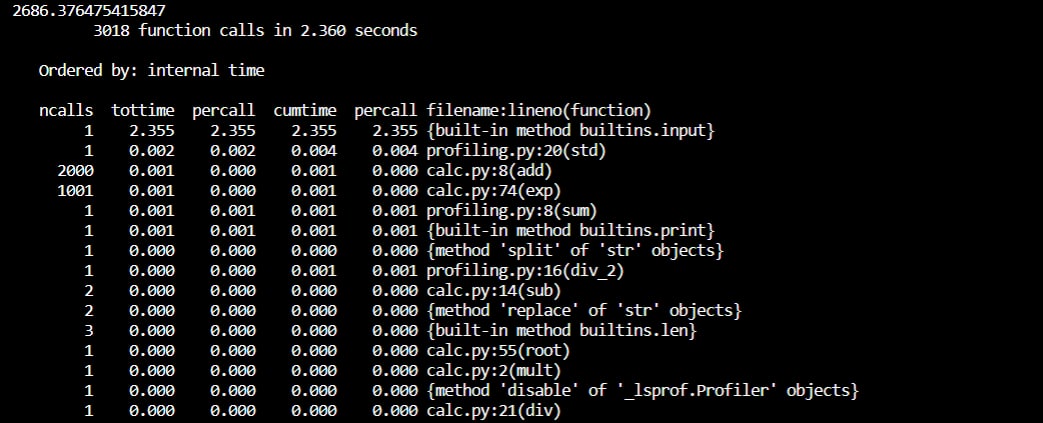 2686.376475415847
3018 function calls in 2.360 seconds
Ordered by: internal time
ncalls  tottime  percall  cumtime  percall filename:lineno(function)
1    2.355    2.355    2.355    2.355 {built-in method builtins.input}
1    0.002    0.002    0.004    0.004 profiling.py:20(std)
2000    0.001    0.000    0.001    0.000 calc.py:8(add)
1001    0.001    0.000    0.001    0.000 calc.py:74(exp)
1    0.001    0.001    0.001    0.001 profiling.py:8(sum)
1    0.001    0.001    0.001    0.001 {built-in method builtins.print}
1    0.000    0.000    0.000    0.000 {method 'split' of 'str' objects}
1    0.000    0.000    0.001    0.001 profiling.py:16(div_2)
2    0.000    0.000    0.000    0.000 calc.py:14(sub)
2    0.000    0.000    0.000    0.000 {method 'replace' of 'str' objects}
3    0.000    0.000    0.000    0.000 {built-in method builtins.len}
1    0.000    0.000    0.000    0.000 calc.py:55(root)
1    0.000    0.000    0.000    0.000 calc.py:2(mult)
1    0.000    0.000    0.000    0.000 {method 'disable' of '_lsprof.Profiler' objects}
1    0.000    0.000    0.000    0.000 calc.py:21(div)